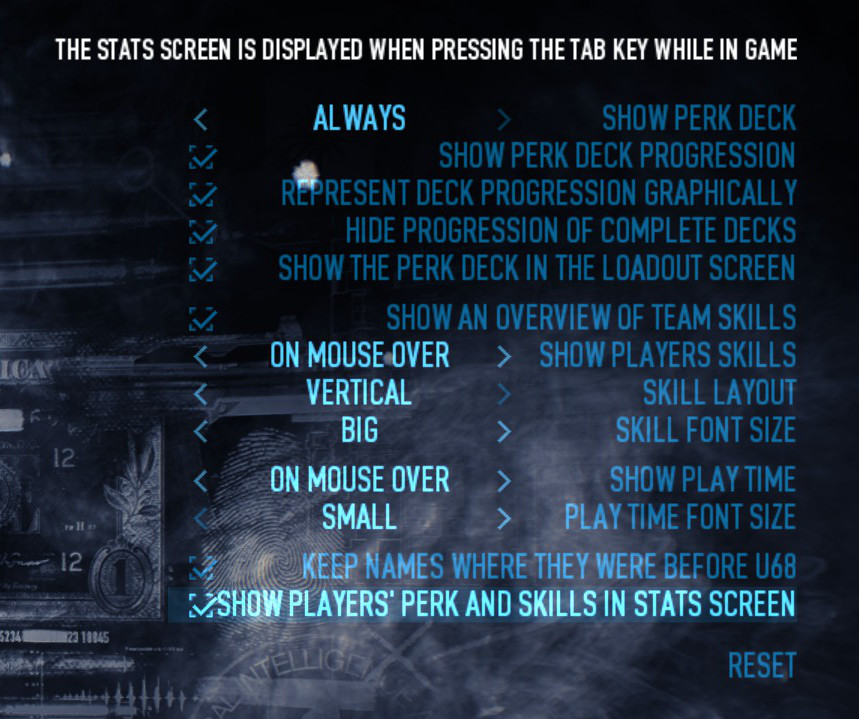 THE STATS SCREEN IS DISPLAYED WHEN PRESSING THE TAB KEY WHILE IN GAME
< ALWAYS > SHOW PERK DECK
SHOW PERK DECK PROGRESSION
REPRESENT DECK PROGRESSION GRAPHICALLY
HIDE PROGRESSION OF COMPLETE DECKS
SHOW THE PERK DECK IN THE LOADOUT SCREEN
SHOW AN OVERVIEW OF TEAM SKILLS
< ON MOUSE OVER > SHOW PLAYERS SKILLS
< VERTICAL > SKILL LAYOUT
< BIG > SKILL FONT SIZE
12
< ON MOUSE OVER > SHOW PLAY TIME
< SMALL > PLAY TIME FONT SIZE
H
12
KEEP NAMES WHERE THEY WERE BEFORE U68
1
SHOW PLAYERS' PERK AND SKILLS IN STATS SCREEN
RESET